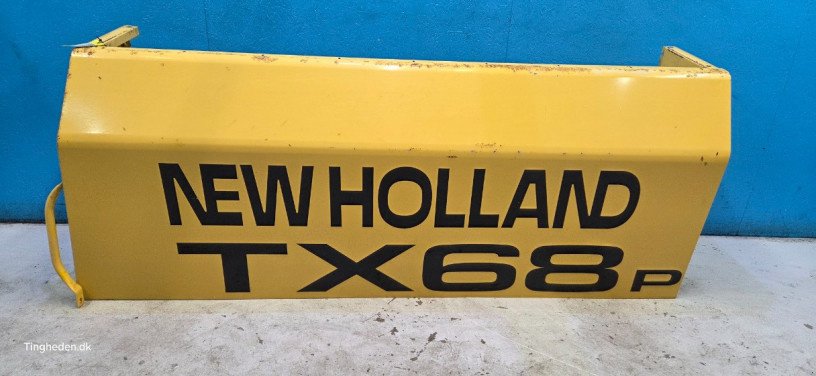 NEW HOLLAND
TX68P
Tingheden.dk